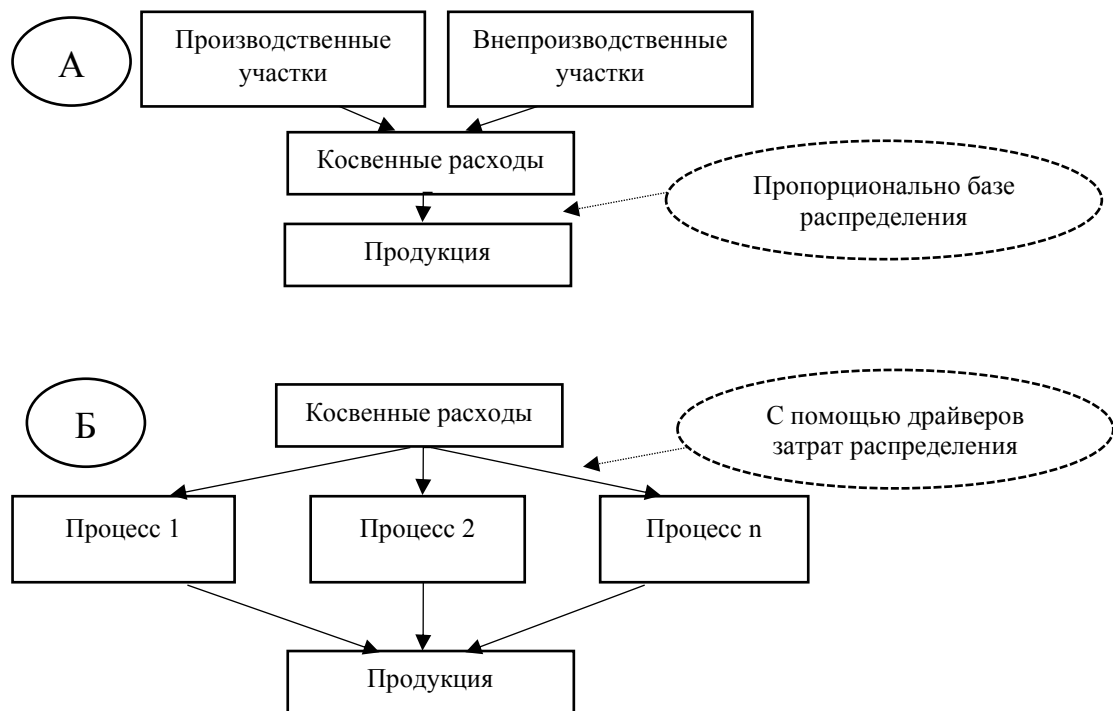 А
Производственные
участки
Внепроизводственные
участки
Косвенные расходы
Пропорционально базе
распределения
Продукция
Б
Косвенные расходы
С помощью драйверов
затрат распределения
Процесс 1
Процесс 2
Процесс n
Продукция